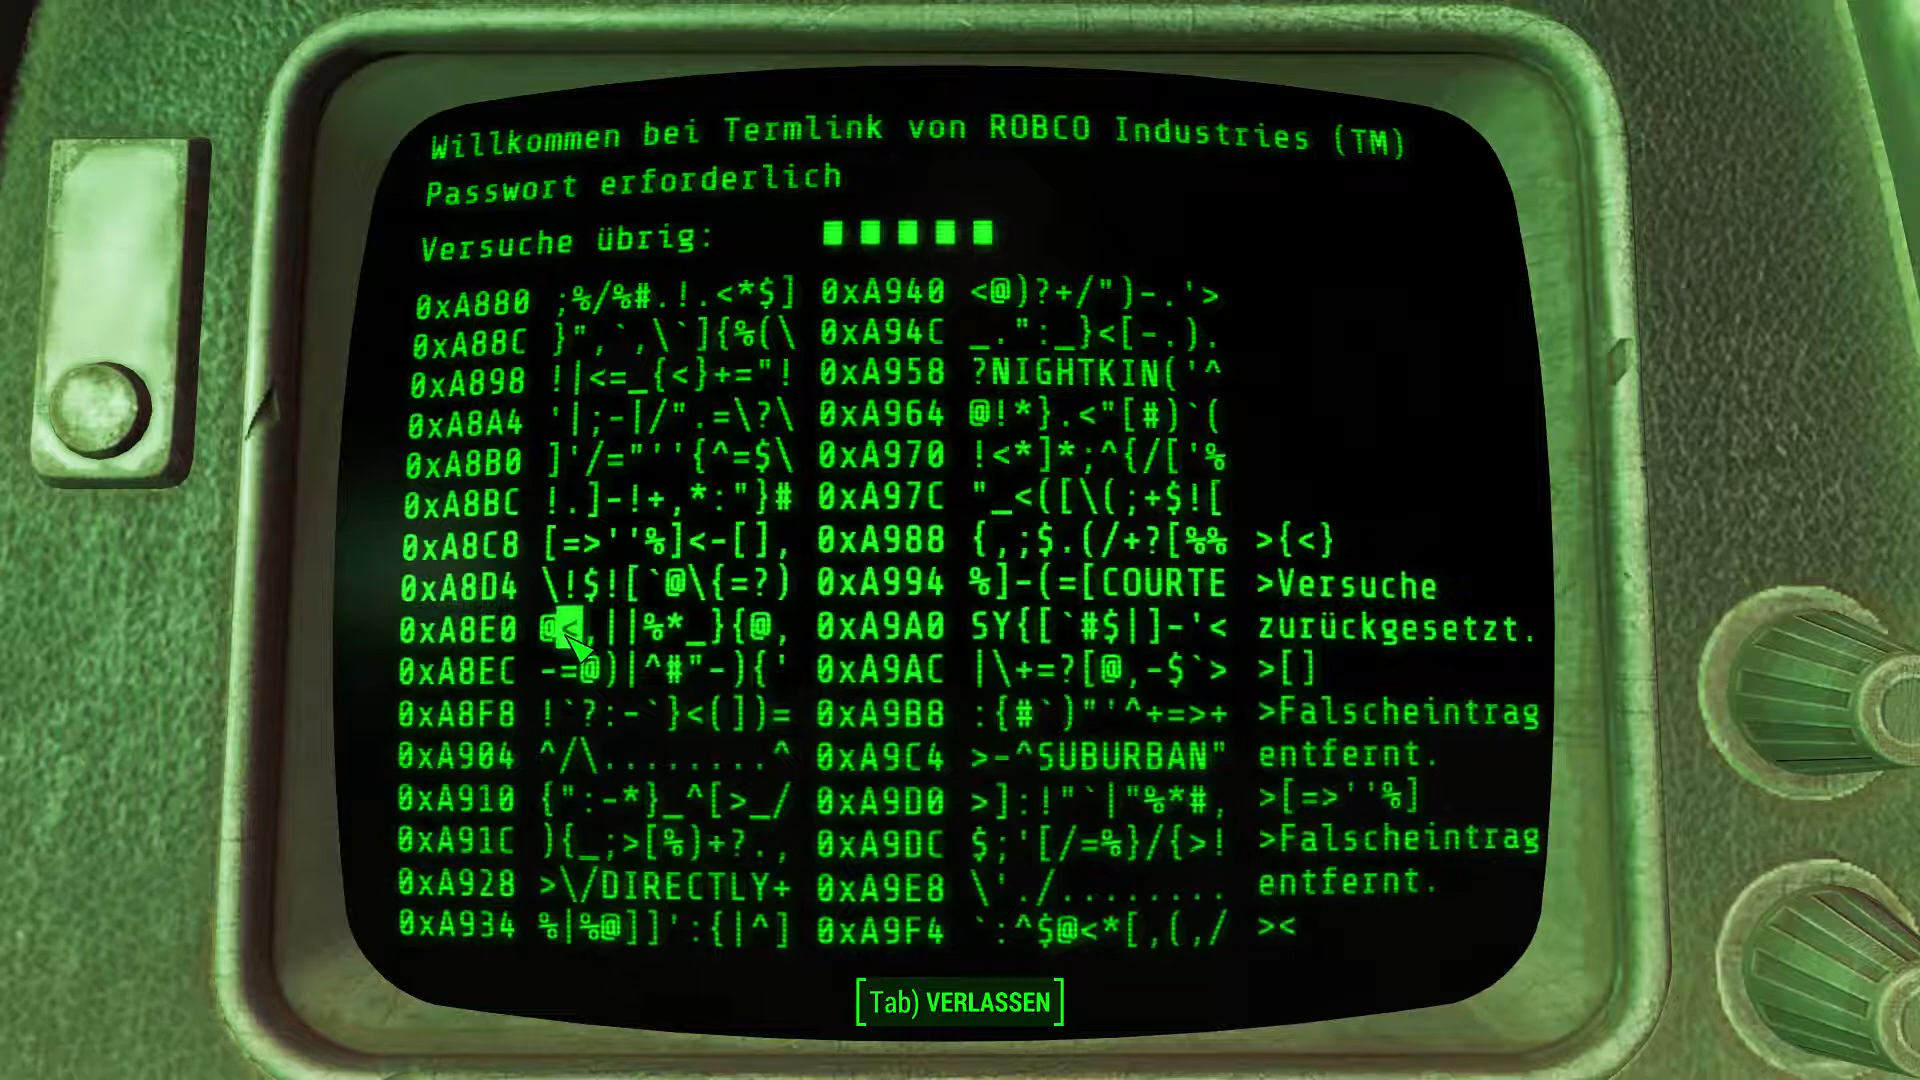 Willkommen bei Termlink von ROBCO Industries (TM)
Passwort erforderlich
Versuche übrig:
0xA880 ;%/%#.!.<*$] 0xA940 <@)?+/")-.'>
0xA88C }",`,\`]{%(\ 0xA94C _.":_}<[-.).
0xA898 !|<=_{<}+="! 0xA958 ?NIGHTKIN('^
0xA8A4 '|;-|/".=\?\ 0xA964 @!*}.<"[#)`(
0xA8B0 ]'/="''{^=$\ 0xA970 !<*]*;^{/['%
0xA8BC !.]-!+,*:"}# 0xA97C "_<([\(;+$![
0xA8C8 [=>''%]<-[], 0xA988 {,;$.(/+?[%% >{<}
0xA8D4 \!$![`@\{=?) 0xA994 %]-(=[COURTE >Versuche
0xA8E0 @<,||%*_}{@, 0xA9A0 SY{[`#$|]-'< zurückgesetzt.
0xA8EC -=@)|^#"-){' 0xA9AC |\+=?[@,-$`> >[]
0xA8F8 !`?:-`}<(])= 0xA9B8 :{#`)"'^+=>+ >Falscheintrag
0xA904 ^/\........^ 0xA9C4 >-^SUBURBAN" entfernt.
0xA910 {":-*}_^[>_/ 0xA9D0 >]:!"`|"%*#, >[=>''%]
0xA91C ){_;>[%)+?., 0xA9DC $;'[/=%}/{>! >Falscheintrag
0xA928 >\/DIRECTLY+ 0xA9E8 \'./........ entfernt.
0xA934 %|%@]]':{|^] 0xA9F4 `:^$@<*[,(,/ ><
Tab) VERLASSEN